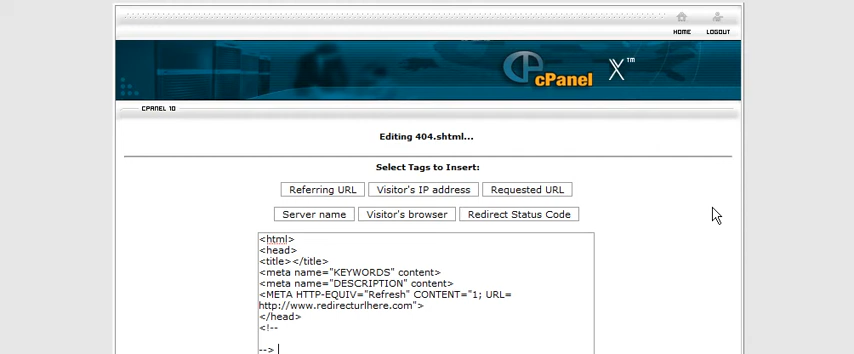 HOME LOGOUT
CP cPanel X™
CPANEL 10
Editing 404.shtml...
Select Tags to Insert:
Referring URL Visitor's IP address Requested URL
Server name Visitor's browser Redirect Status Code
<html>
<head>
<title></title>
<meta name="KEYWORDS" content>
<meta name="DESCRIPTION" content>
<META HTTP-EQUIV="Refresh" CONTENT="1; URL=
http://www.redirecturlhere.com">
</head>
<!--
-->